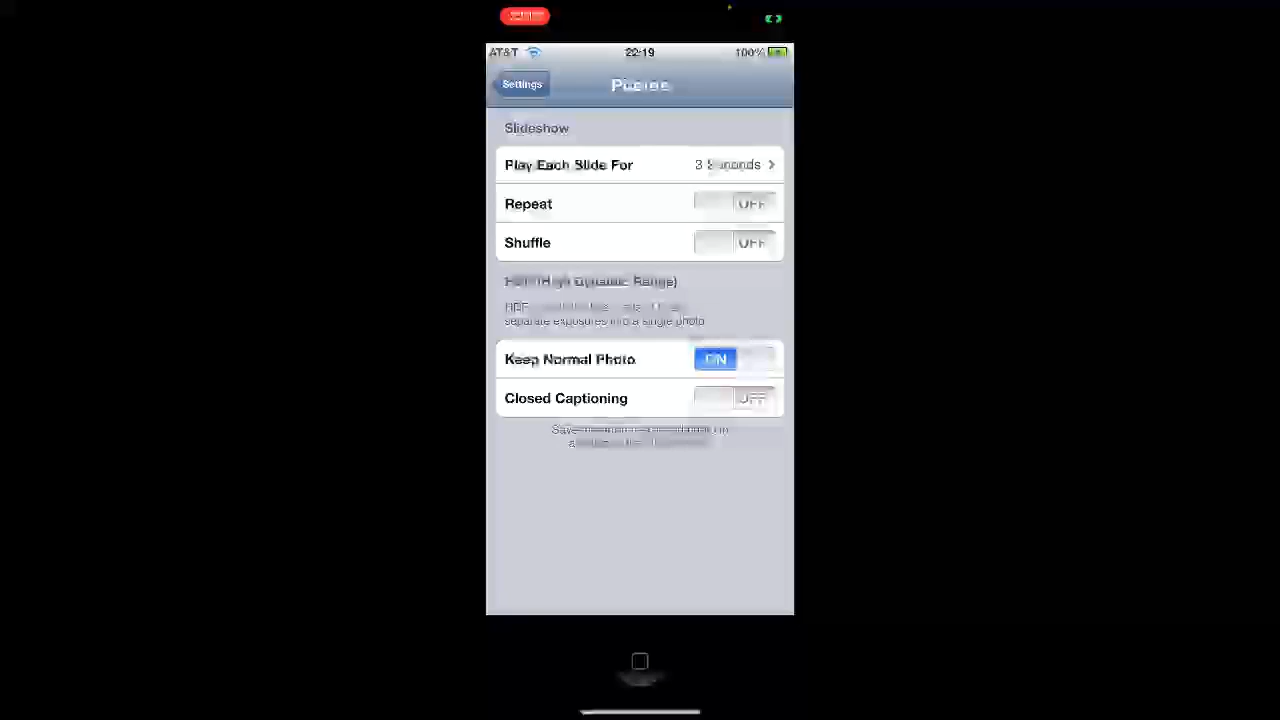 AT&T 22:19 100%
Settings
Slideshow
Play Each Slide For 3 Seconds
Repeat OFF
Shuffle OFF
(High Dynamic Range)
separate exposures into a single photo
Keep Normal Photo ON
Closed Captioning OFF